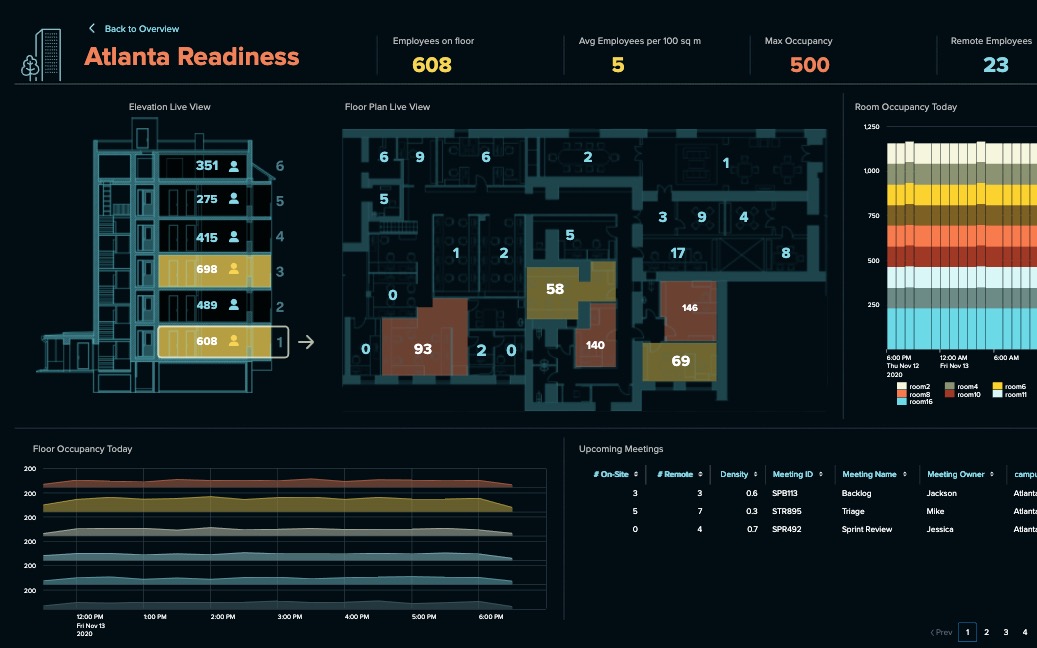 Back to Overview
Atlanta Readiness
Employees on floor
608
Avg Employees per 100 sq m
5
Max Occupancy
500
Remote Employees
23
Elevation Live View
351 6
275 5
415 4
698 3
489 2
608 1
Floor Plan Live View
6 9 6 2 1
5
3 9 4
5
1 2 17 8
58
0
146
93
140
0 2 0
69
Room Occupancy Today
1,250
1,000
750
500
250
6:00 PM 12:00 AM 6:00 AM
Thu Nov 12 Fri Nov 13
2020
room2 room4 room6
room8 room10 room11
room16
Floor Occupancy Today
200
200
200
200
200
200
12:00 PM 1:00 PM 2:00 PM 3:00 PM 4:00 PM 5:00 PM 6:00 PM
Fri Nov 13
2020
Upcoming Meetings
# On-Site # Remote Density Meeting ID Meeting Name Meeting Owner campu
3 3 0.6 SPB113 Backlog Jackson Atlanta
5 7 0.3 STR895 Triage Mike Atlanta
0 4 0.7 SPR492 Sprint Review Jessica Atlanta
Prev 1 2 3 4